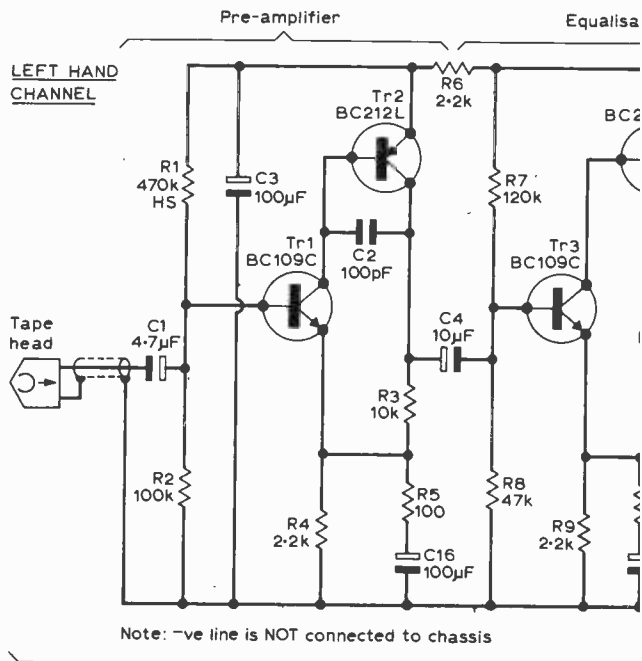 Pre-amplifier
Equalisa
LEFT HAND
CHANNEL
R6
2·2k
Tr2
BC212L
BC2
R1
470k
HS
C3
100µF
R7
120k
Tr1
BC109C
C2
100pF
Tr3
BC109C
Tape
head
C1
4·7µF
C4
10µF
R3
10k
R2
100k
R5
100
R8
47k
R4
2·2k
R9
2·2k
C16
100µF
Note: -ve line is NOT connected to chassis